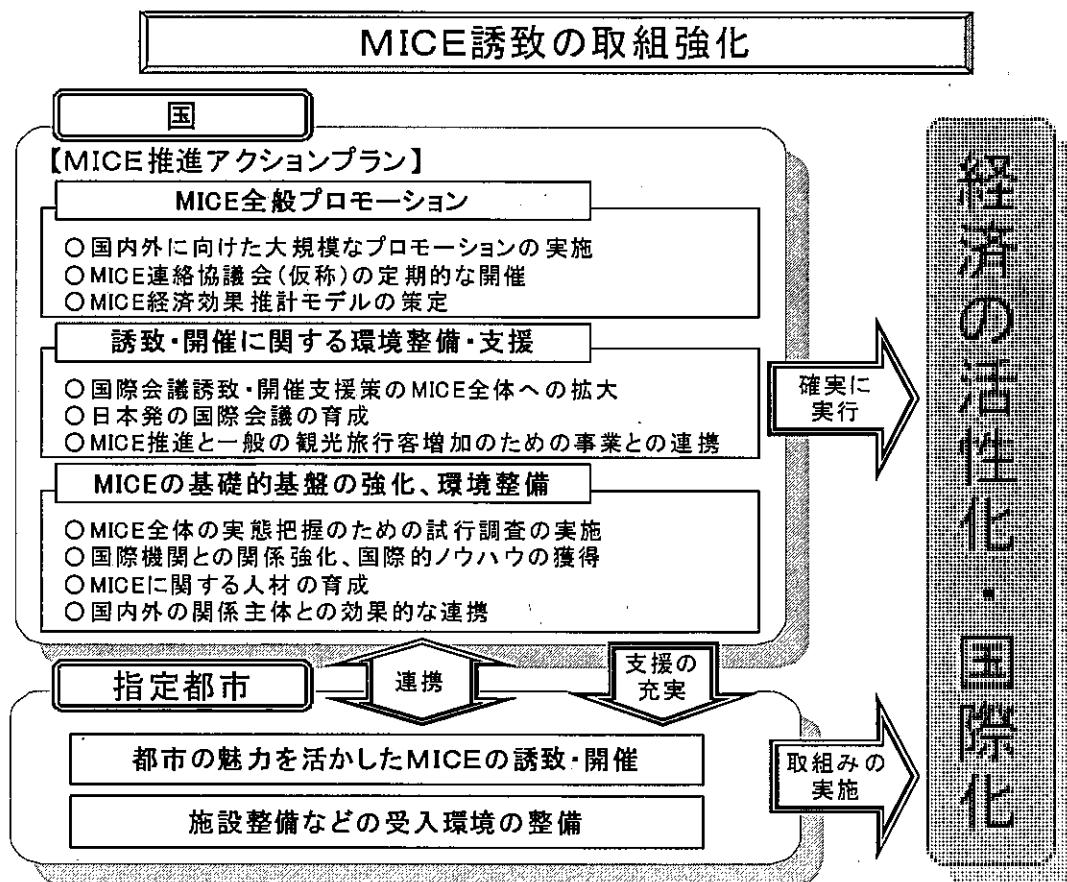 MICE誘致の取組強化
国
【MICE推進アクションプラン】
MICE全般プロモーション
○国内外に向けた大規模なプロモーションの実施
○MICE連絡協議会(仮称)の定期的な開催
○MICE経済効果推計モデルの策定
誘致・開催に関する環境整備・支援
○国際会議誘致・開催支援策のMICE全体への拡大
○日本発の国際会議の育成
○MICE推進と一般の観光旅行客増加のための事業との連携
MICEの基礎的基盤の強化、環境整備
○MICE全体の実態把握のための試行調査の実施
○国際機関との関係強化、国際的ノウハウの獲得
○MICEに関する人材の育成
○国内外の関係主体との効果的な連携
確実に
実行
連携
支援の
充実
指定都市
都市の魅力を活かしたMICEの誘致・開催
施設整備などの受入環境の整備
取組みの
実施
経済の活性化・国際化